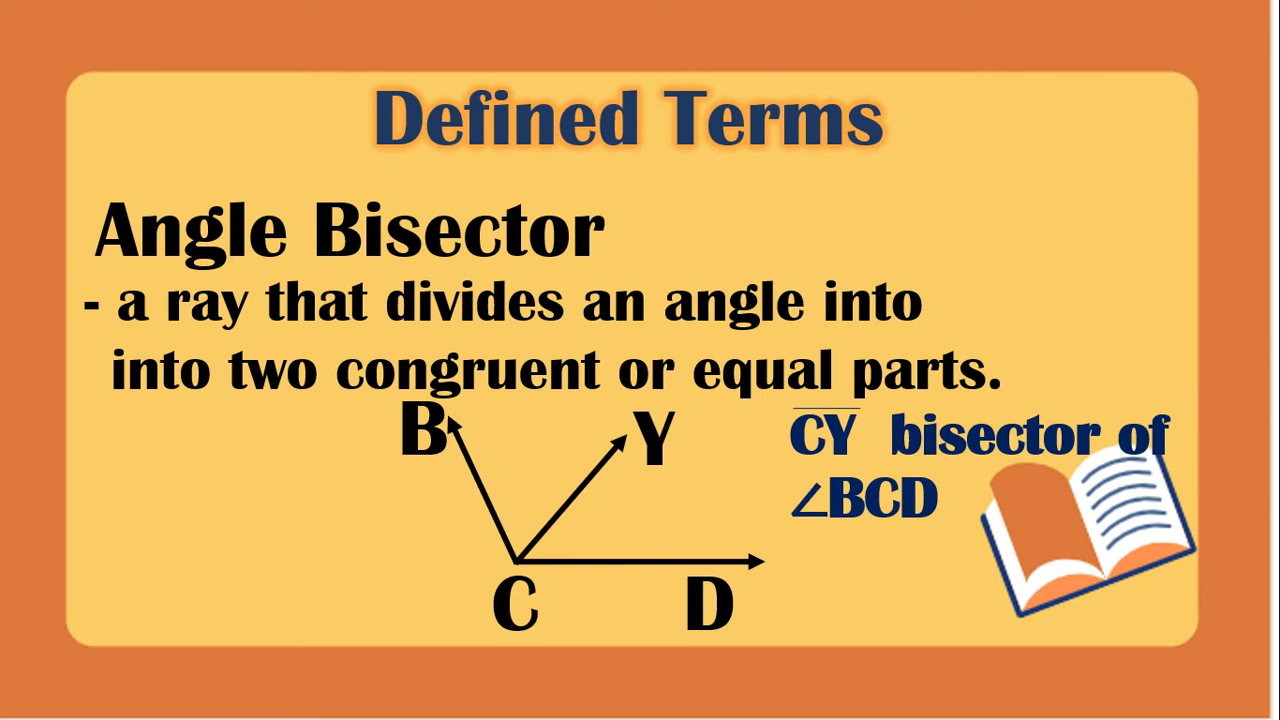 Defined Terms
Angle Bisector
- a ray that divides an angle into
into two congruent or equal parts.
B
Y
C̅Y̅ bisector of
∠BCD
C
D